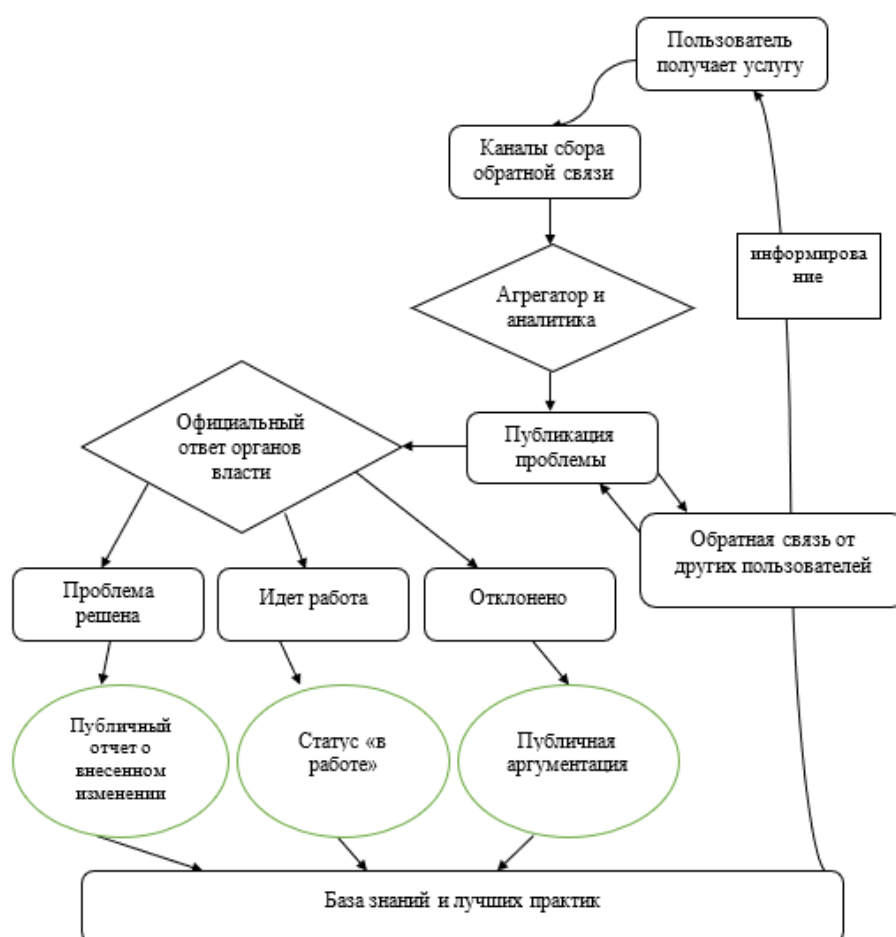 Пользователь
получает услугу
Каналы сбора
обратной связи
информирова
ние
Агрегатор и
аналитика
Официальный
ответ органов
власти
Публикация
проблемы
Обратная связь от
других пользователей
Проблема
решена
Идет работа
Отклонено
Публичный
отчет о
внесенном
изменении
Статус «в
работе»
Публичная
аргументация
База знаний и лучших практик